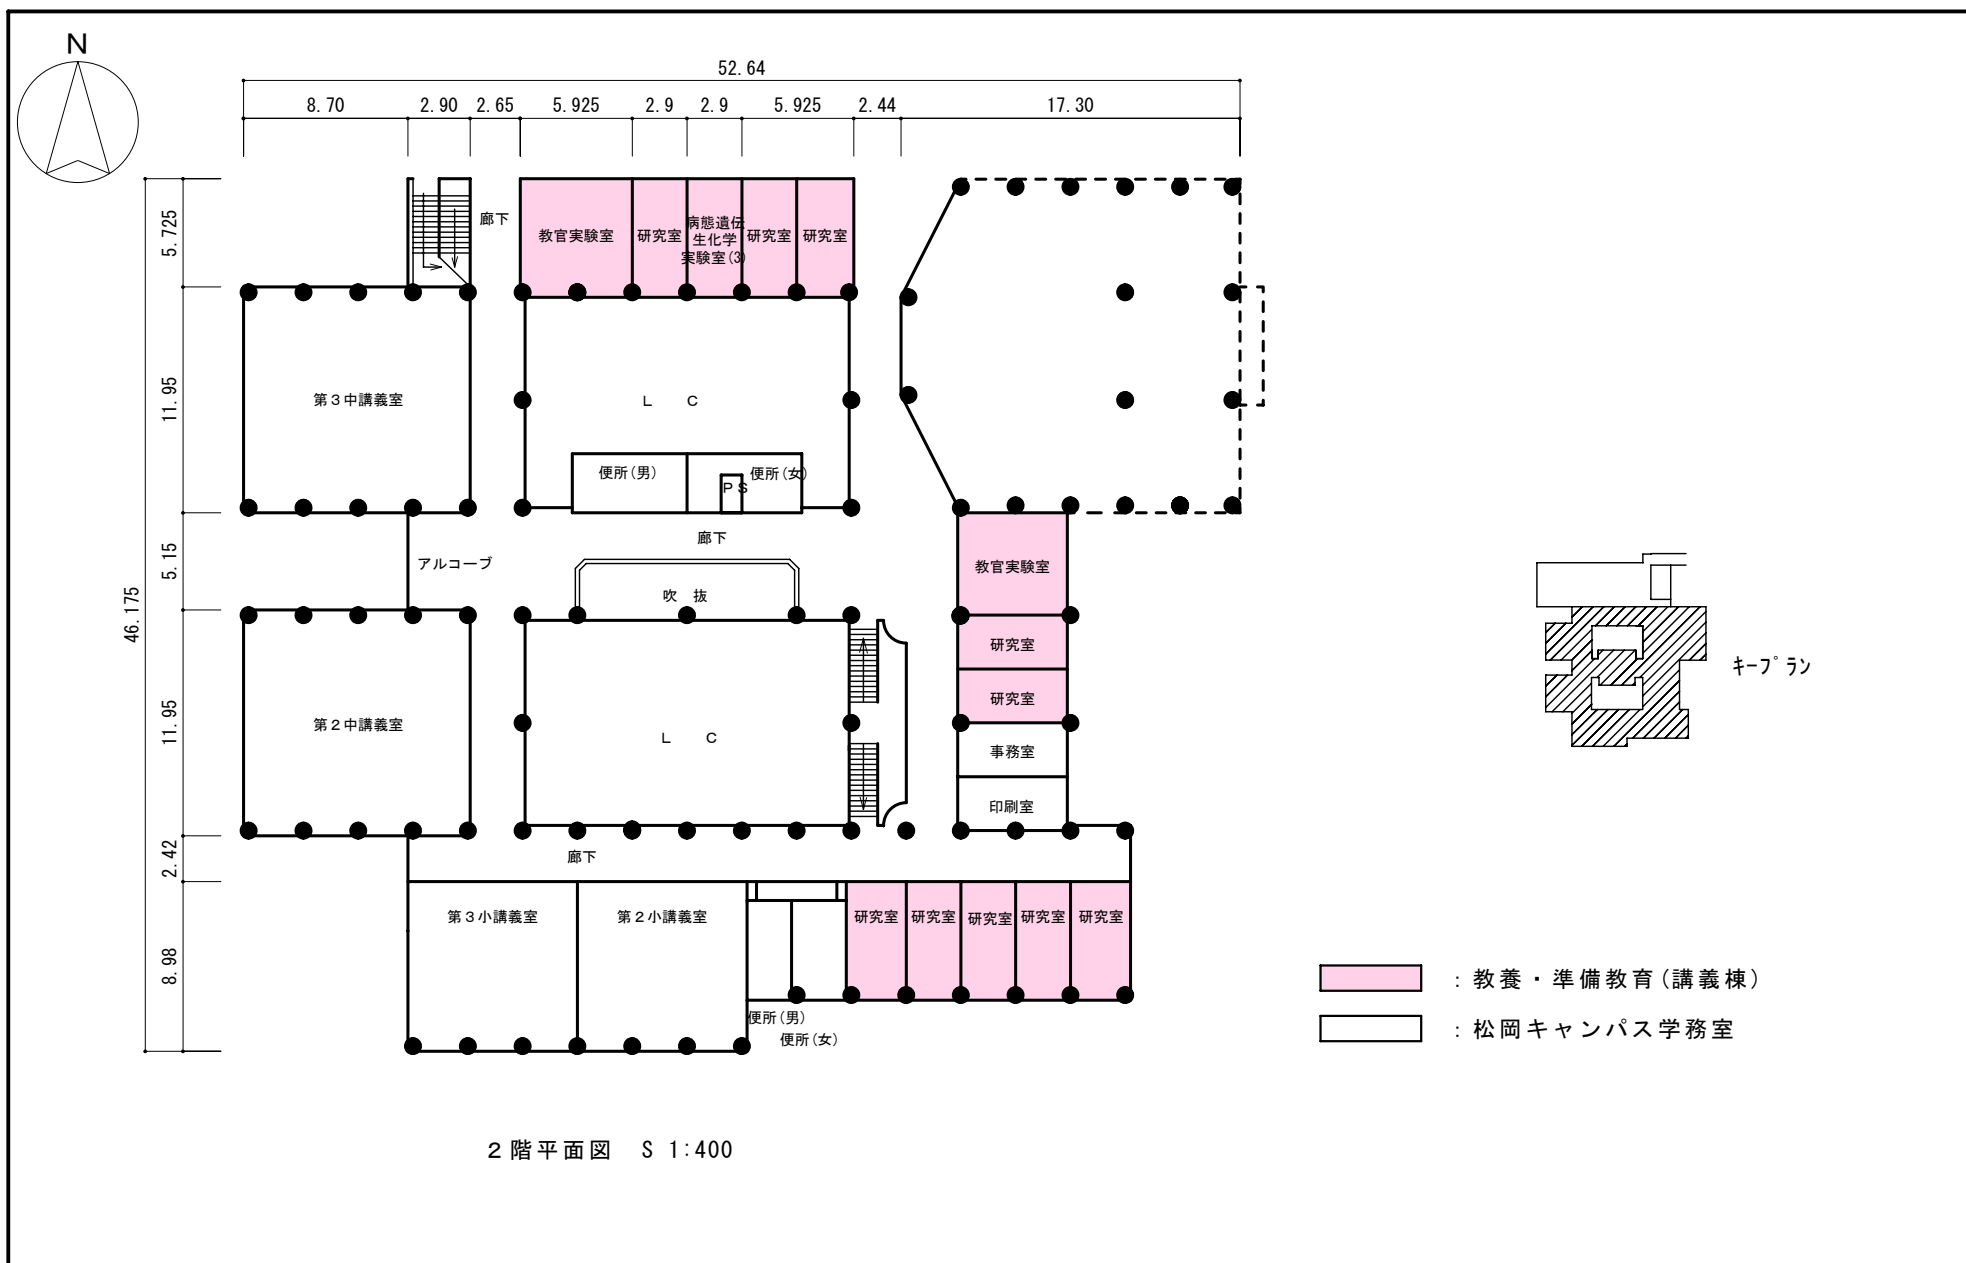 N
52.64
8.70 2.90 2.65 5.925 2.9 2.9 5.925 2.44 17.30
46.175
5.725
11.95
5.15
11.95
2.42
8.98
廊下
教官実験室
研究室
病態遺伝
生化学
実験室(3)
研究室
研究室
第3中講義室
L C
便所(男)
PS
便所(女)
廊下
アルコーブ
吹 抜
教官実験室
研究室
研究室
事務室
印刷室
第2中講義室
L C
廊下
第3小講義室
第2小講義室
研究室
研究室
研究室
研究室
研究室
便所(男)
便所(女)
キープラン
:教養・準備教育(講義棟)
:松岡キャンパス学務室
2階平面図 S 1:400